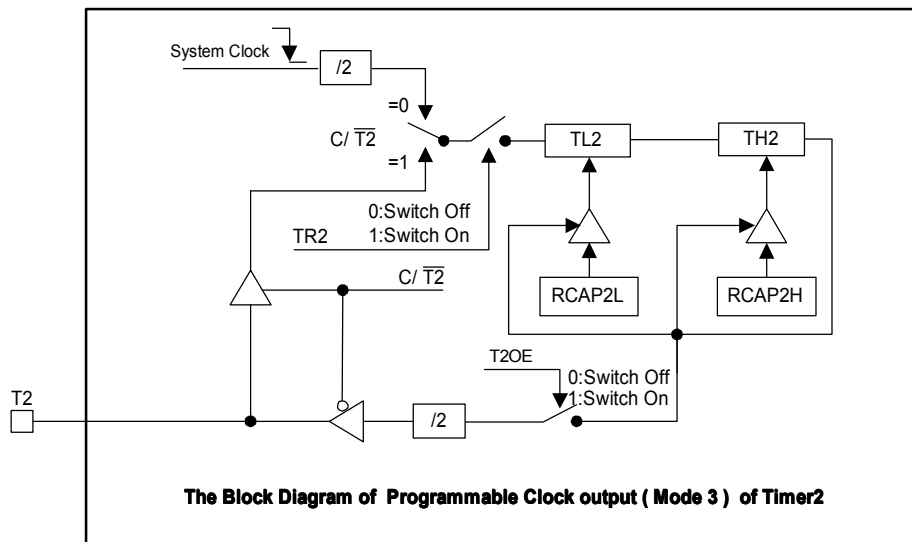 System Clock
/2
=0
C/ T2
=1
TL2
TH2
0:Switch Off
1:Switch On
TR2
C/ T2
RCAP2L
RCAP2H
T2OE
0:Switch Off
1:Switch On
T2
/2
The Block Diagram of Programmable Clock output ( Mode 3 ) of Timer2